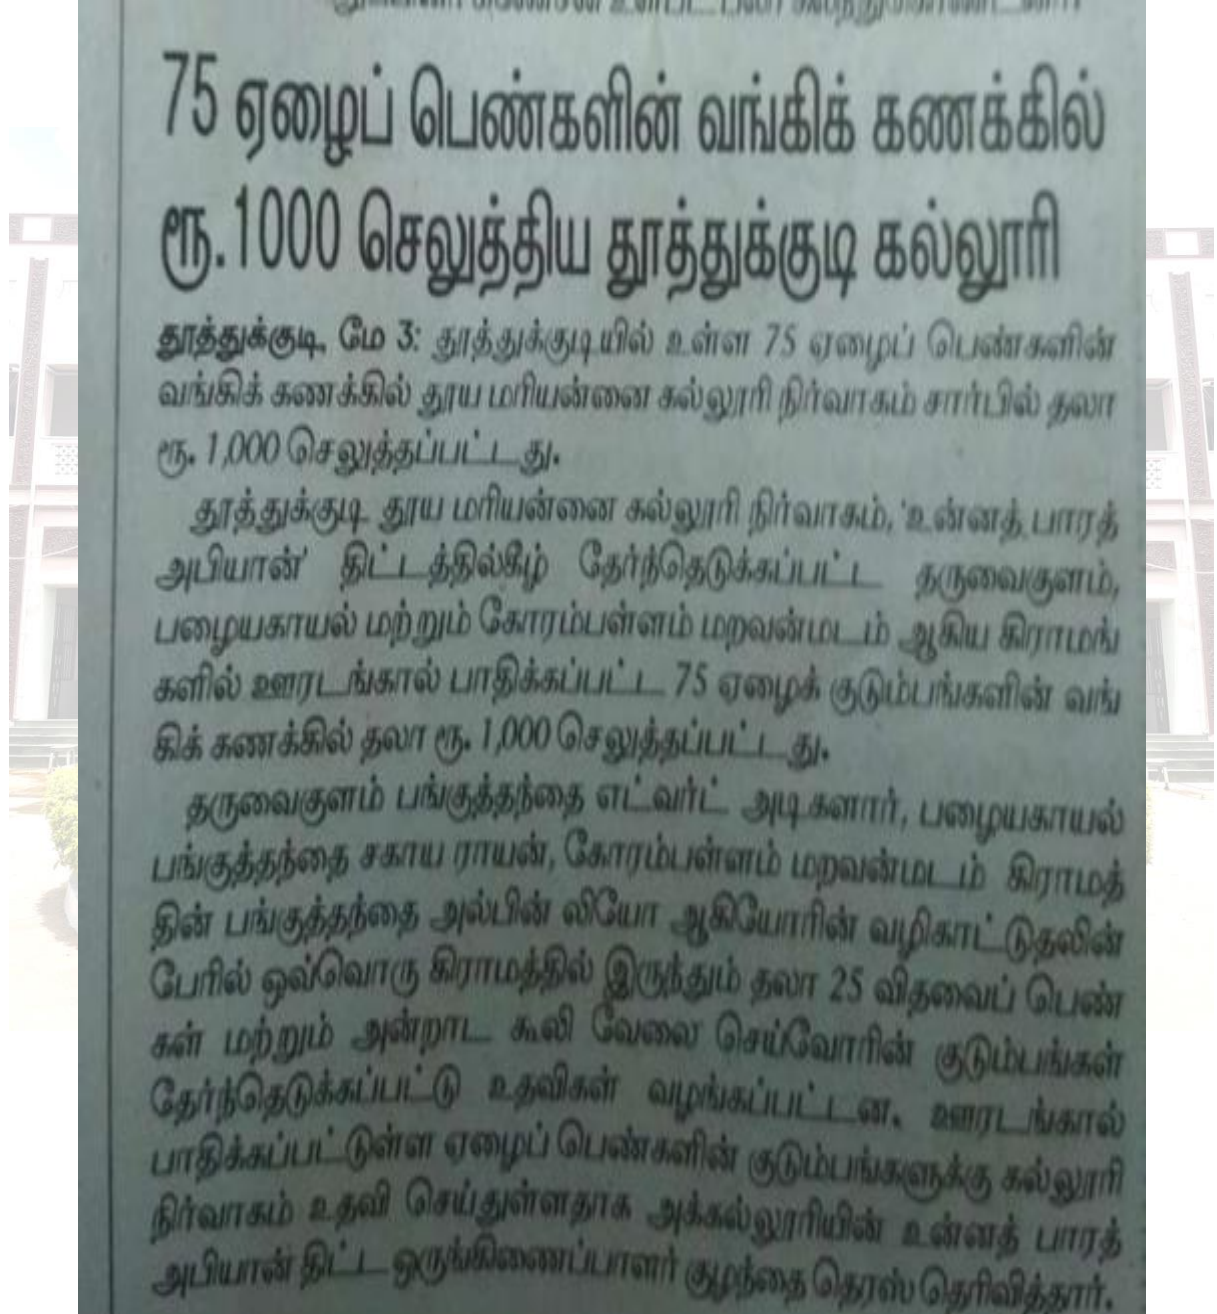 75 ஏழைப் பெண்களின் வங்கிக் கணக்கில்
ரூ.1000 செலுத்திய தூத்துக்குடி கல்லூரி
தூத்துக்குடி, மே 3: தூத்துக்குடியில் உள்ள 75 ஏழைப் பெண்களின்
வங்கிக் கணக்கில் தூய மரியன்னை கல்லூரி நிர்வாகம் சார்பில் தலா
ரூ. 1,000 செலுத்தப்பட்டது.
தூத்துக்குடி தூய மரியன்னை கல்லூரி நிர்வாகம், 'உன்னத் பாரத்
அபியான்' திட்டத்தில்கீழ் தேர்ந்தெடுக்கப்பட்ட தருவைகுளம்,
பழையகாயல் மற்றும் கோரம்பள்ளம் மறவன்மடம் ஆகிய கிராமங்
களில் ஊரடங்கால் பாதிக்கப்பட்ட 75 ஏழைக் குடும்பங்களின் வங்
கிக் கணக்கில் தலா ரூ. 1,000 செலுத்தப்பட்டது.
தருவைகுளம் பங்குத்தந்தை எட்வர்ட் அடிகளார், பழையகாயல்
பங்குத்தந்தை சகாய ராயன், கோரம்பள்ளம் மறவன்மடம் கிராமத்
தின் பங்குத்தந்தை அல்பின் லியோ ஆகியோரின் வழிகாட்டுதலின்
பேரில் ஒவ்வொரு கிராமத்தில் இருந்தும் தலா 25 விதவைப் பெண்
கள் மற்றும் அன்றாட கூலி வேலை செய்வோரின் குடும்பங்கள்
தேர்ந்தெடுக்கப்பட்டு உதவிகள் வழங்கப்பட்டன. ஊரடங்கால்
பாதிக்கப்பட்டுள்ள ஏழைப் பெண்களின் குடும்பங்களுக்கு கல்லூரி
நிர்வாகம் உதவி செய்துள்ளதாக அக்கல்லூரியின் உன்னத் பாரத்
அபியான் திட்ட ஒருங்கிணைப்பாளர் குழந்தை தெரஸ் தெரிவித்தார்.